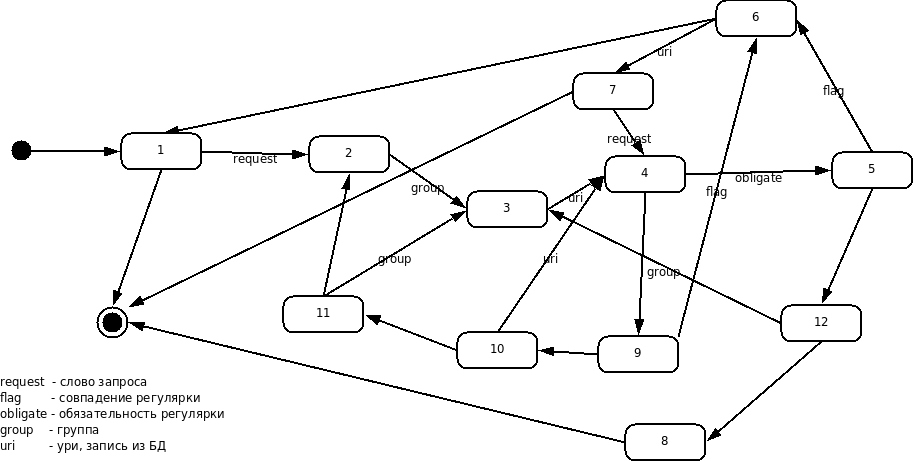 6
uri
7
flag
request
1
request
2
group
4
obligate
5
flag
uri
3
group
uri
group
11
12
10
9
8
request - слово запроса
flag - совпадение регулярки
obligate - обязательность регулярки
group - группа
uri - ури, запись из БД